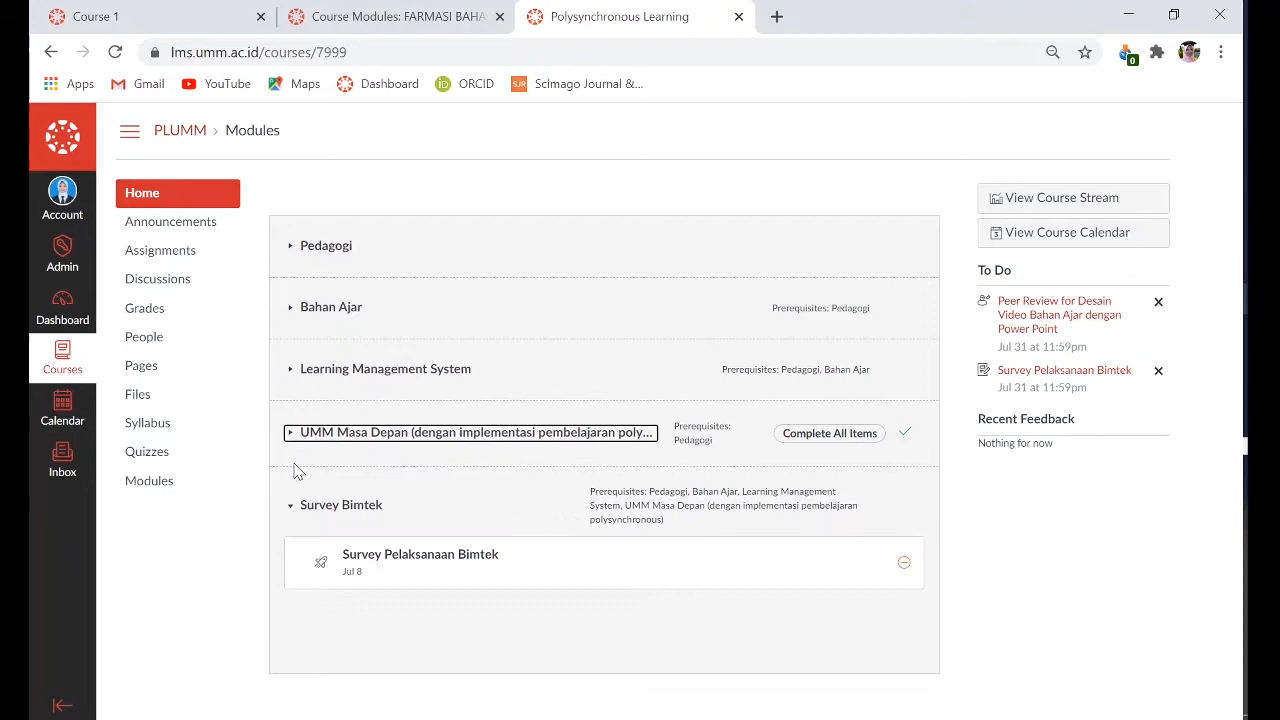 Course 1
Course Modules: FARMASI BAHA
Polysynchronous Learning
lms.umm.ac.id/courses/7999
0
Apps
Gmail
YouTube
Maps
Dashboard
iD
ORCID
SJR
Scimago Journal &...
PLUMM › Modules
Account
Admin
Dashboard
Courses
Calendar
Inbox
Home
Announcements
Assignments
Discussions
Grades
People
Pages
Files
Syllabus
Quizzes
Modules
Pedagogi
Bahan Ajar
Prerequisites: Pedagogi
Learning Management System
Prerequisites: Pedagogi, Bahan Ajar
UMM Masa Depan (dengan implementasi pembelajaran poly...
Prerequisites:
Pedagogi
Complete All Items
Survey Bimtek
Prerequisites: Pedagogi, Bahan Ajar, Learning Management
System, UMM Masa Depan (dengan implementasi pembelajaran
polysynchronous)
Survey Pelaksanaan Bimtek
Jul 8
View Course Stream
View Course Calendar
To Do
Peer Review for Desain
Video Bahan Ajar dengan
Power Point
Jul 31 at 11:59pm
Survey Pelaksanaan Bimtek
Jul 31 at 11:59pm
Recent Feedback
Nothing for now